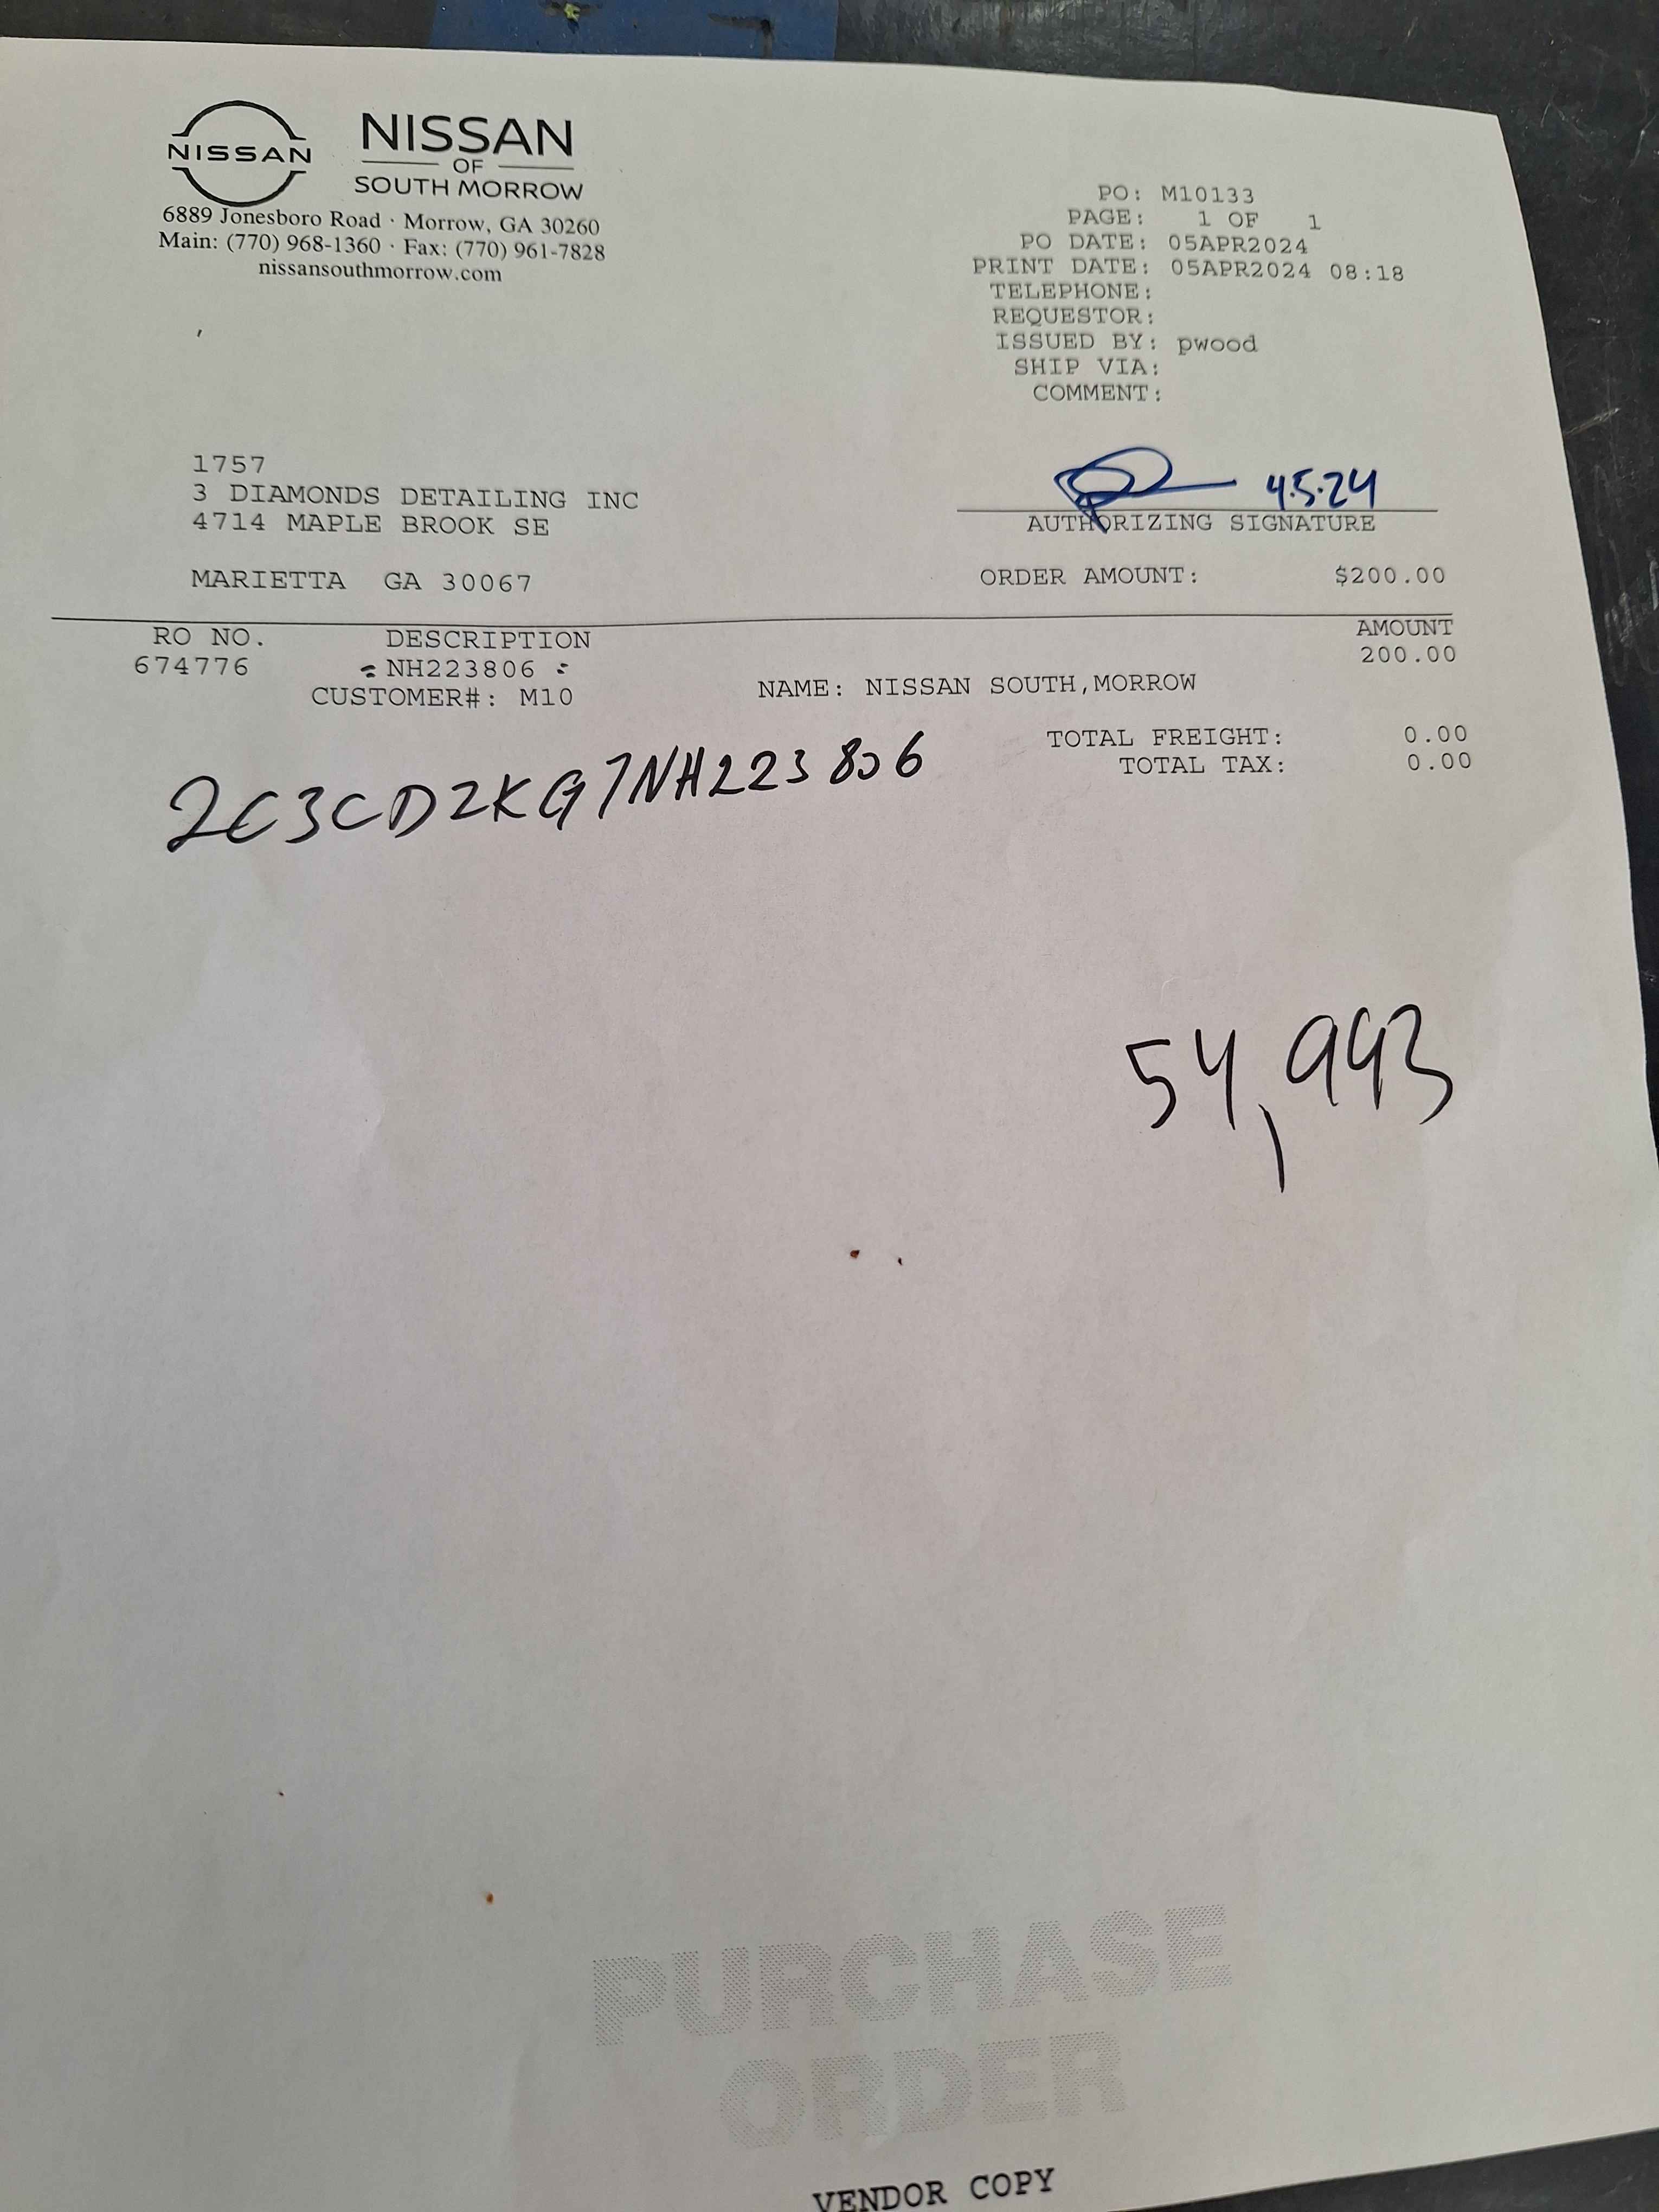 NISSAN
NISSAN
OF
SOUTH MORROW
6889 Jonesboro Road · Morrow, GA 30260
Main: (770) 968-1360 · Fax: (770) 961-7828
nissansouthmorrow.com
PO: M10133
PAGE: 1 OF 1
PO DATE: 05APR2024
PRINT DATE: 05APR2024 08:18
TELEPHONE:
REQUESTOR:
ISSUED BY: pwood
SHIP VIA:
COMMENT:
1757
3 DIAMONDS DETAILING INC
4714 MAPLE BROOK SE
MARIETTA GA 30067
4.5.24
AUTHORIZING SIGNATURE
ORDER AMOUNT: $200.00
RO NO. DESCRIPTION AMOUNT
674776 NH223806 200.00
CUSTOMER#: M10 NAME: NISSAN SOUTH,MORROW
TOTAL FREIGHT: 0.00
TOTAL TAX: 0.00
2C3CDZKG7NH223806
54,993
PURCHASE
ORDER
VENDOR COPY